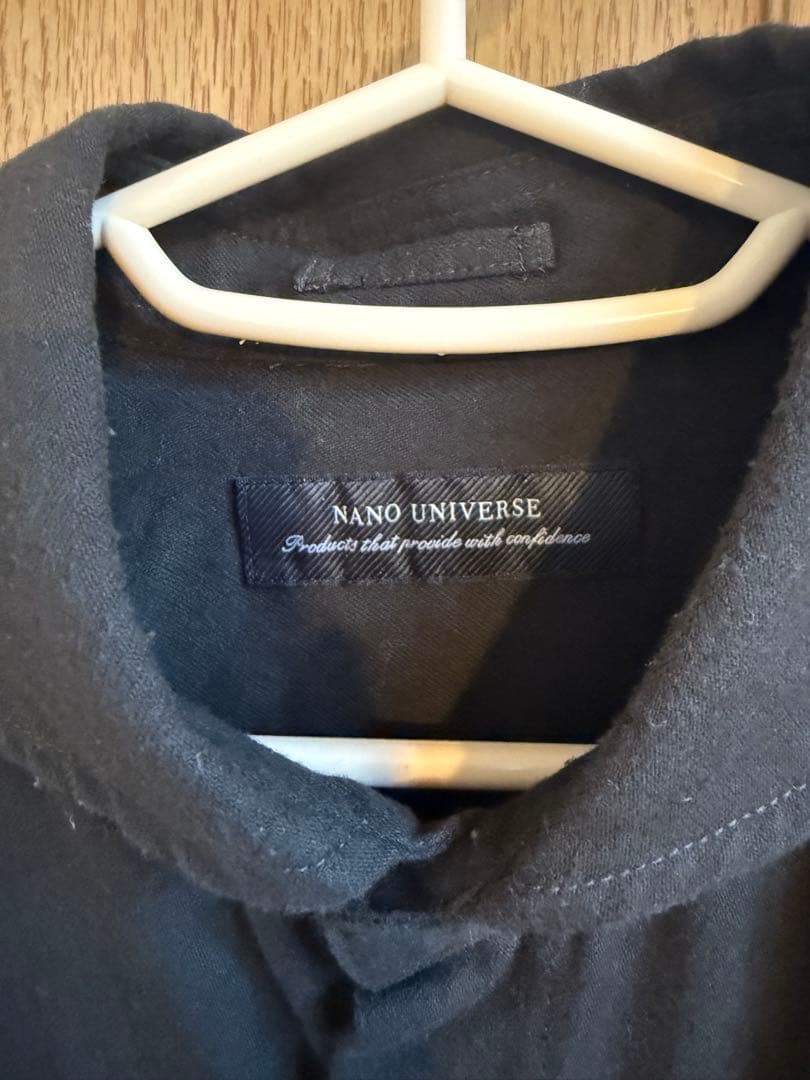 NANO UNIVERSE
Products that provide with confidence